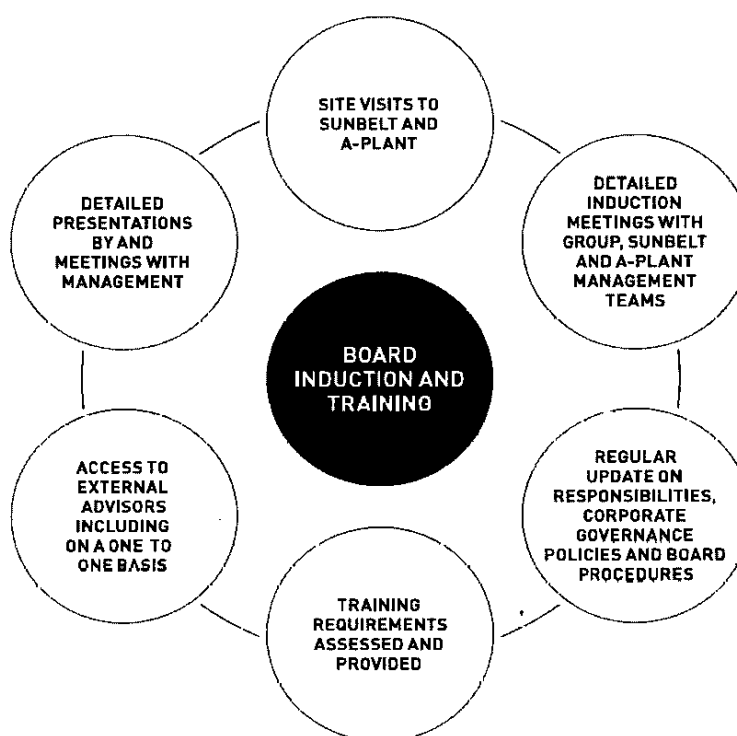 SITE VISITS TO
SUNBELT AND
A-PLANT
DETAILED
INDUCTION
MEETINGS WITH
GROUP, SUNBELT
AND A-PLANT
MANAGEMENT
TEAMS
REGULAR
UPDATE ON
RESPONSIBILITIES,
CORPORATE
GOVERNANCE
POLICIES AND BOARD
PROCEDURES
TRAINING
REQUIREMENTS
ASSESSED AND
PROVIDED
ACCESS TO
EXTERNAL
ADVISORS
INCLUDING
ON A ONE TO
ONE BASIS
DETAILED
PRESENTATIONS
BY AND
MEETINGS WITH
MANAGEMENT
BOARD
INDUCTION AND
TRAINING